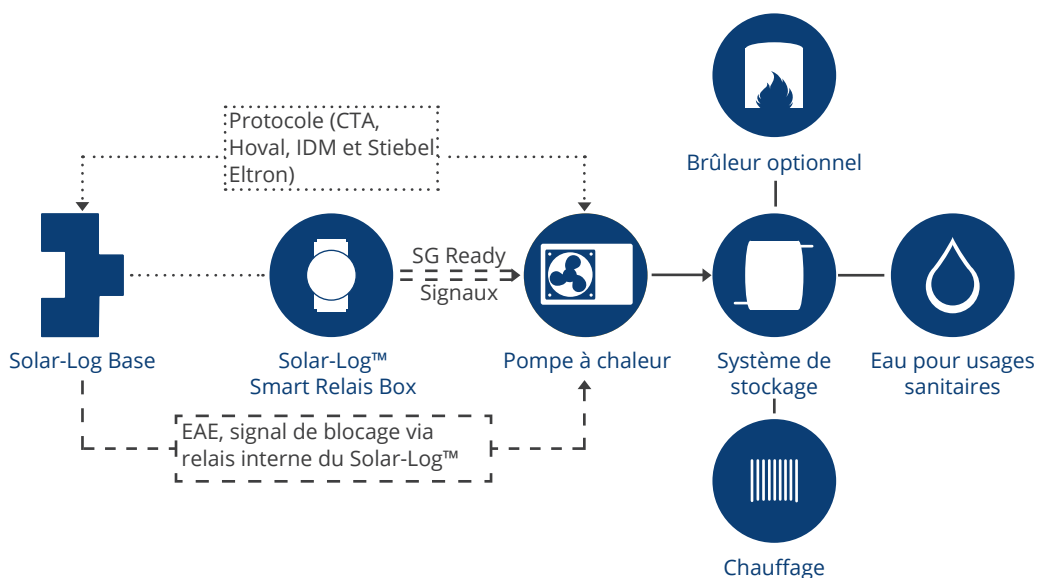 Brûleur optionnel
Protocole (CTA,
Hoval, IDM et Stiebel
Eltron)
SG Ready
Signaux
Solar-Log Base
Solar-Log™
Smart Relais Box
Pompe à chaleur
Système de
stockage
Eau pour usages
sanitaires
EAE, signal de blocage via
relais interne du Solar-Log™
Chauffage